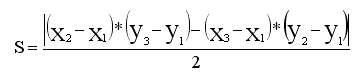 S = |(x₂ − x₁) * (y₃ − y₁) − (x₃ − x₁) * (y₂ − y₁)| / 2